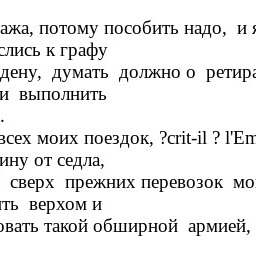 ажа, потому пособить надо, и я
слись к графу
дену, думать должно о ретира
и выполнить
.
всех моих поездок, ?crit-il ? l'Em
ину от седла,
сверх прежних перевозок мо
ть верхом и
овать такой обширной армией,